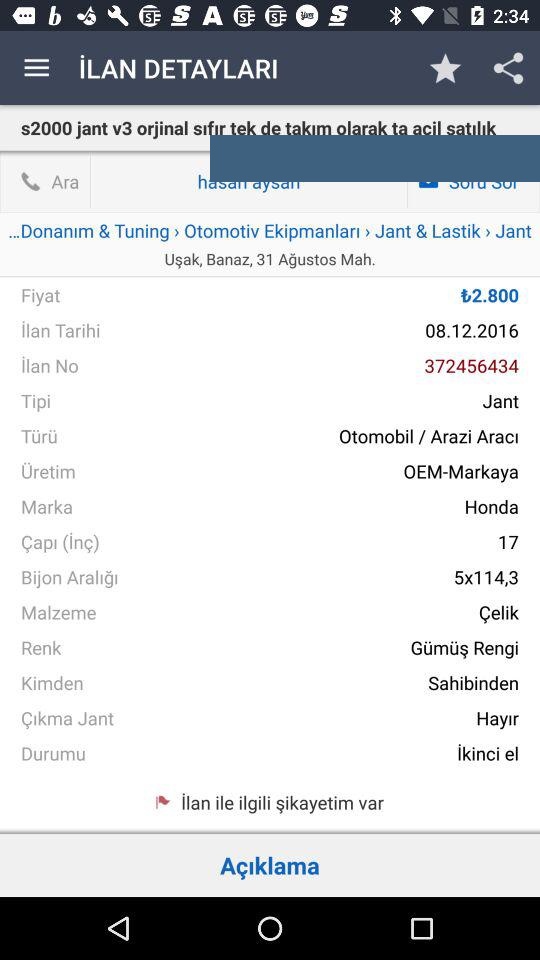 2:34
İLAN DETAYLARI
s2000 jant v3 orjinal sıfır tek de takım olarak ta acil satılık
Ara
hasan aysan
Soru Sor
...Donanım & Tuning › Otomotiv Ekipmanları › Jant & Lastik › Jant
Uşak, Banaz, 31 Ağustos Mah.
Fiyat ₺2.800
İlan Tarihi 08.12.2016
İlan No 372456434
Tipi Jant
Türü Otomobil / Arazi Aracı
Üretim OEM-Markaya
Marka Honda
Çapı (İnç) 17
Bijon Aralığı 5x114,3
Malzeme Çelik
Renk Gümüş Rengi
Kimden Sahibinden
Çıkma Jant Hayır
Durumu İkinci el
İlan ile ilgili şikayetim var
Açıklama